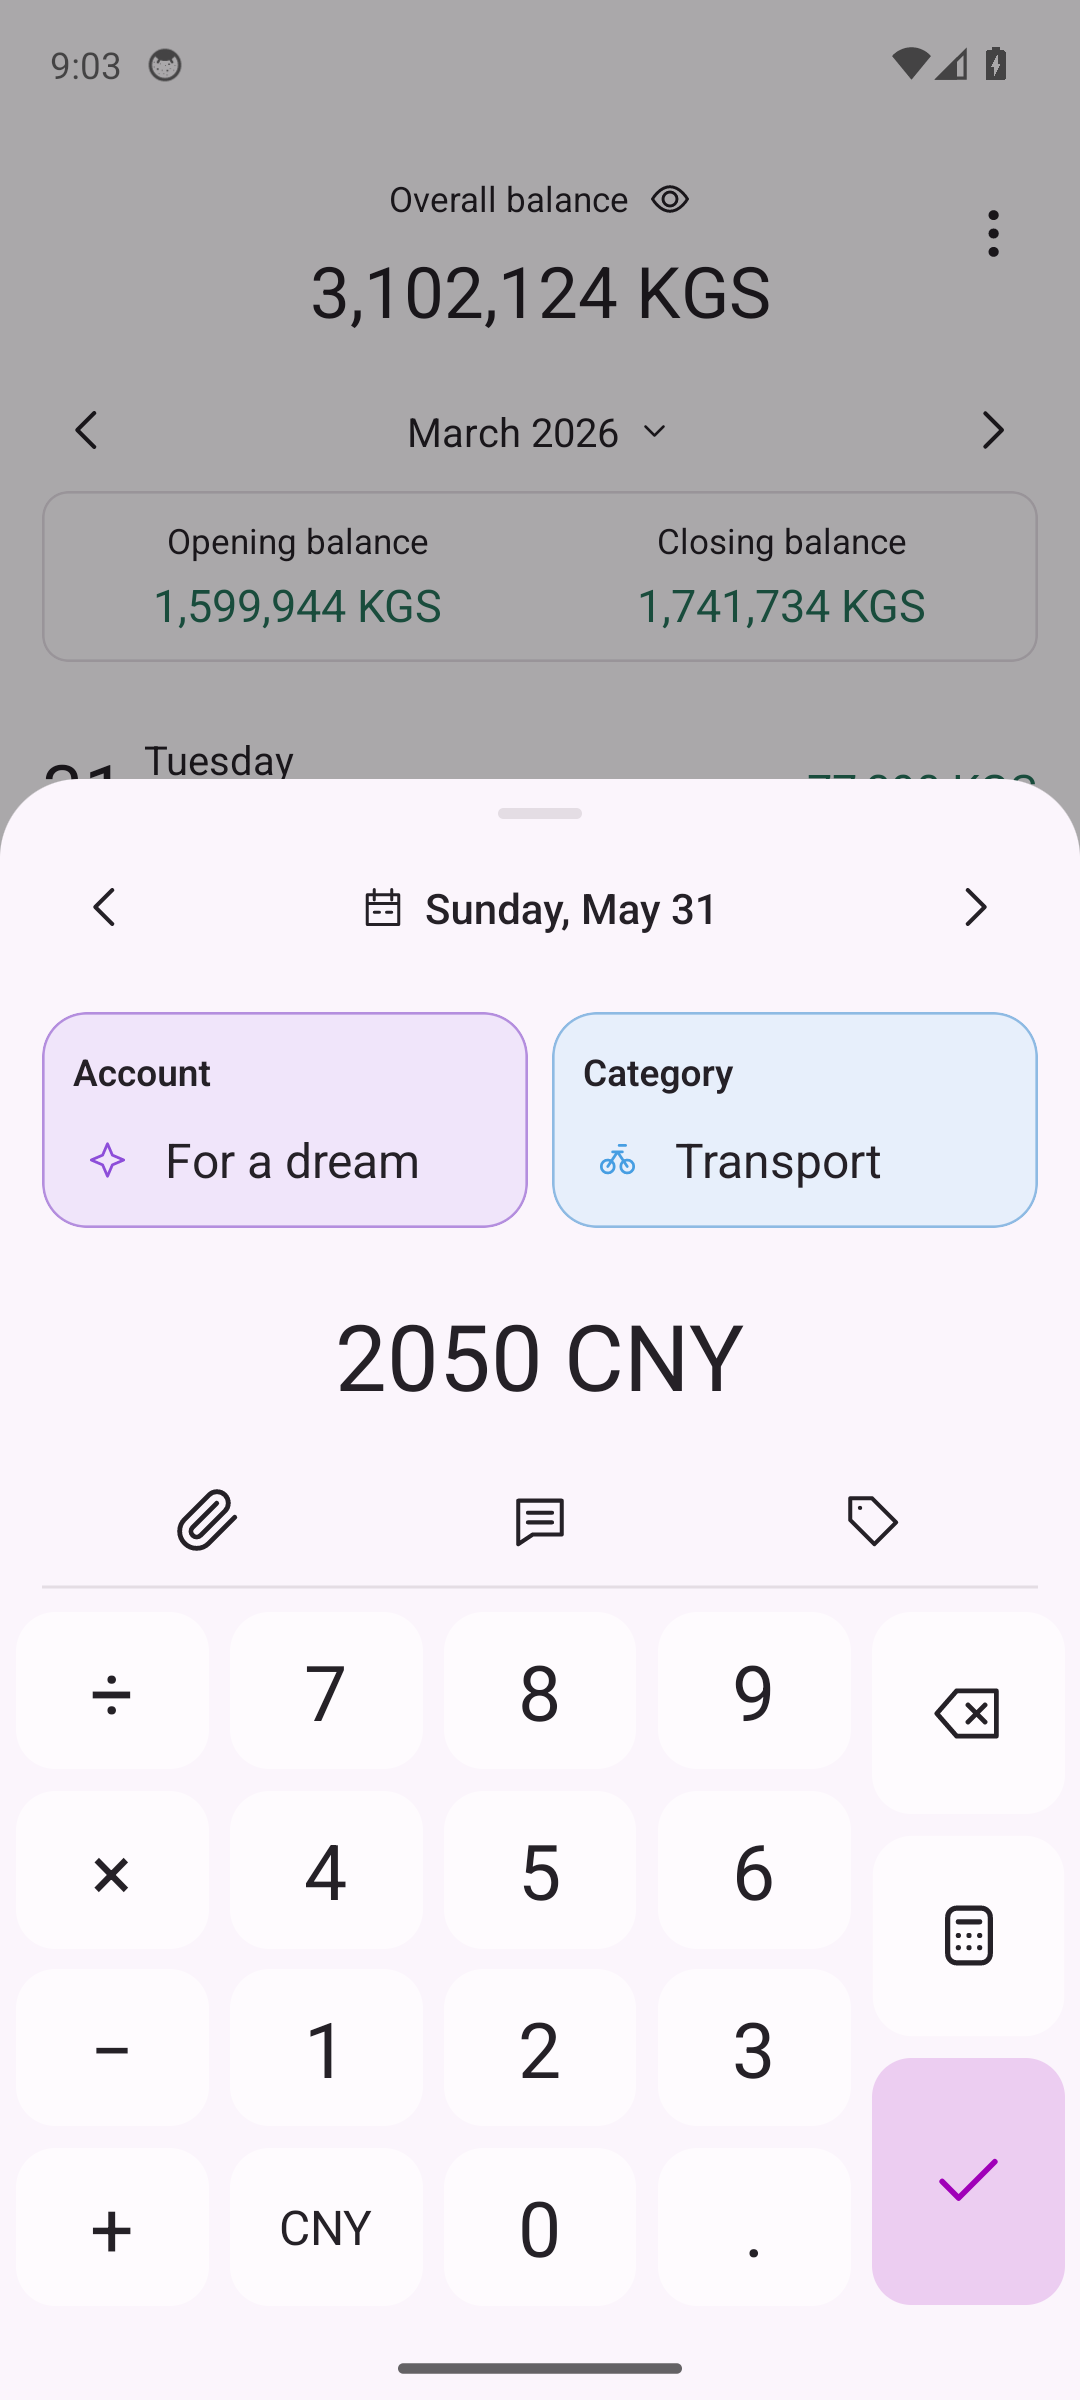 9:03
Overall balance
3,102,124 KGS
March 2026
Opening balance
Closing balance
1,599,944 KGS
1,741,734 KGS
Tuesday
Sunday, May 31
Account
Category
For a dream
Transport
2050 CNY
÷ 7 8 9
× 4 5 6
− 1 2 3
+ CNY 0 .